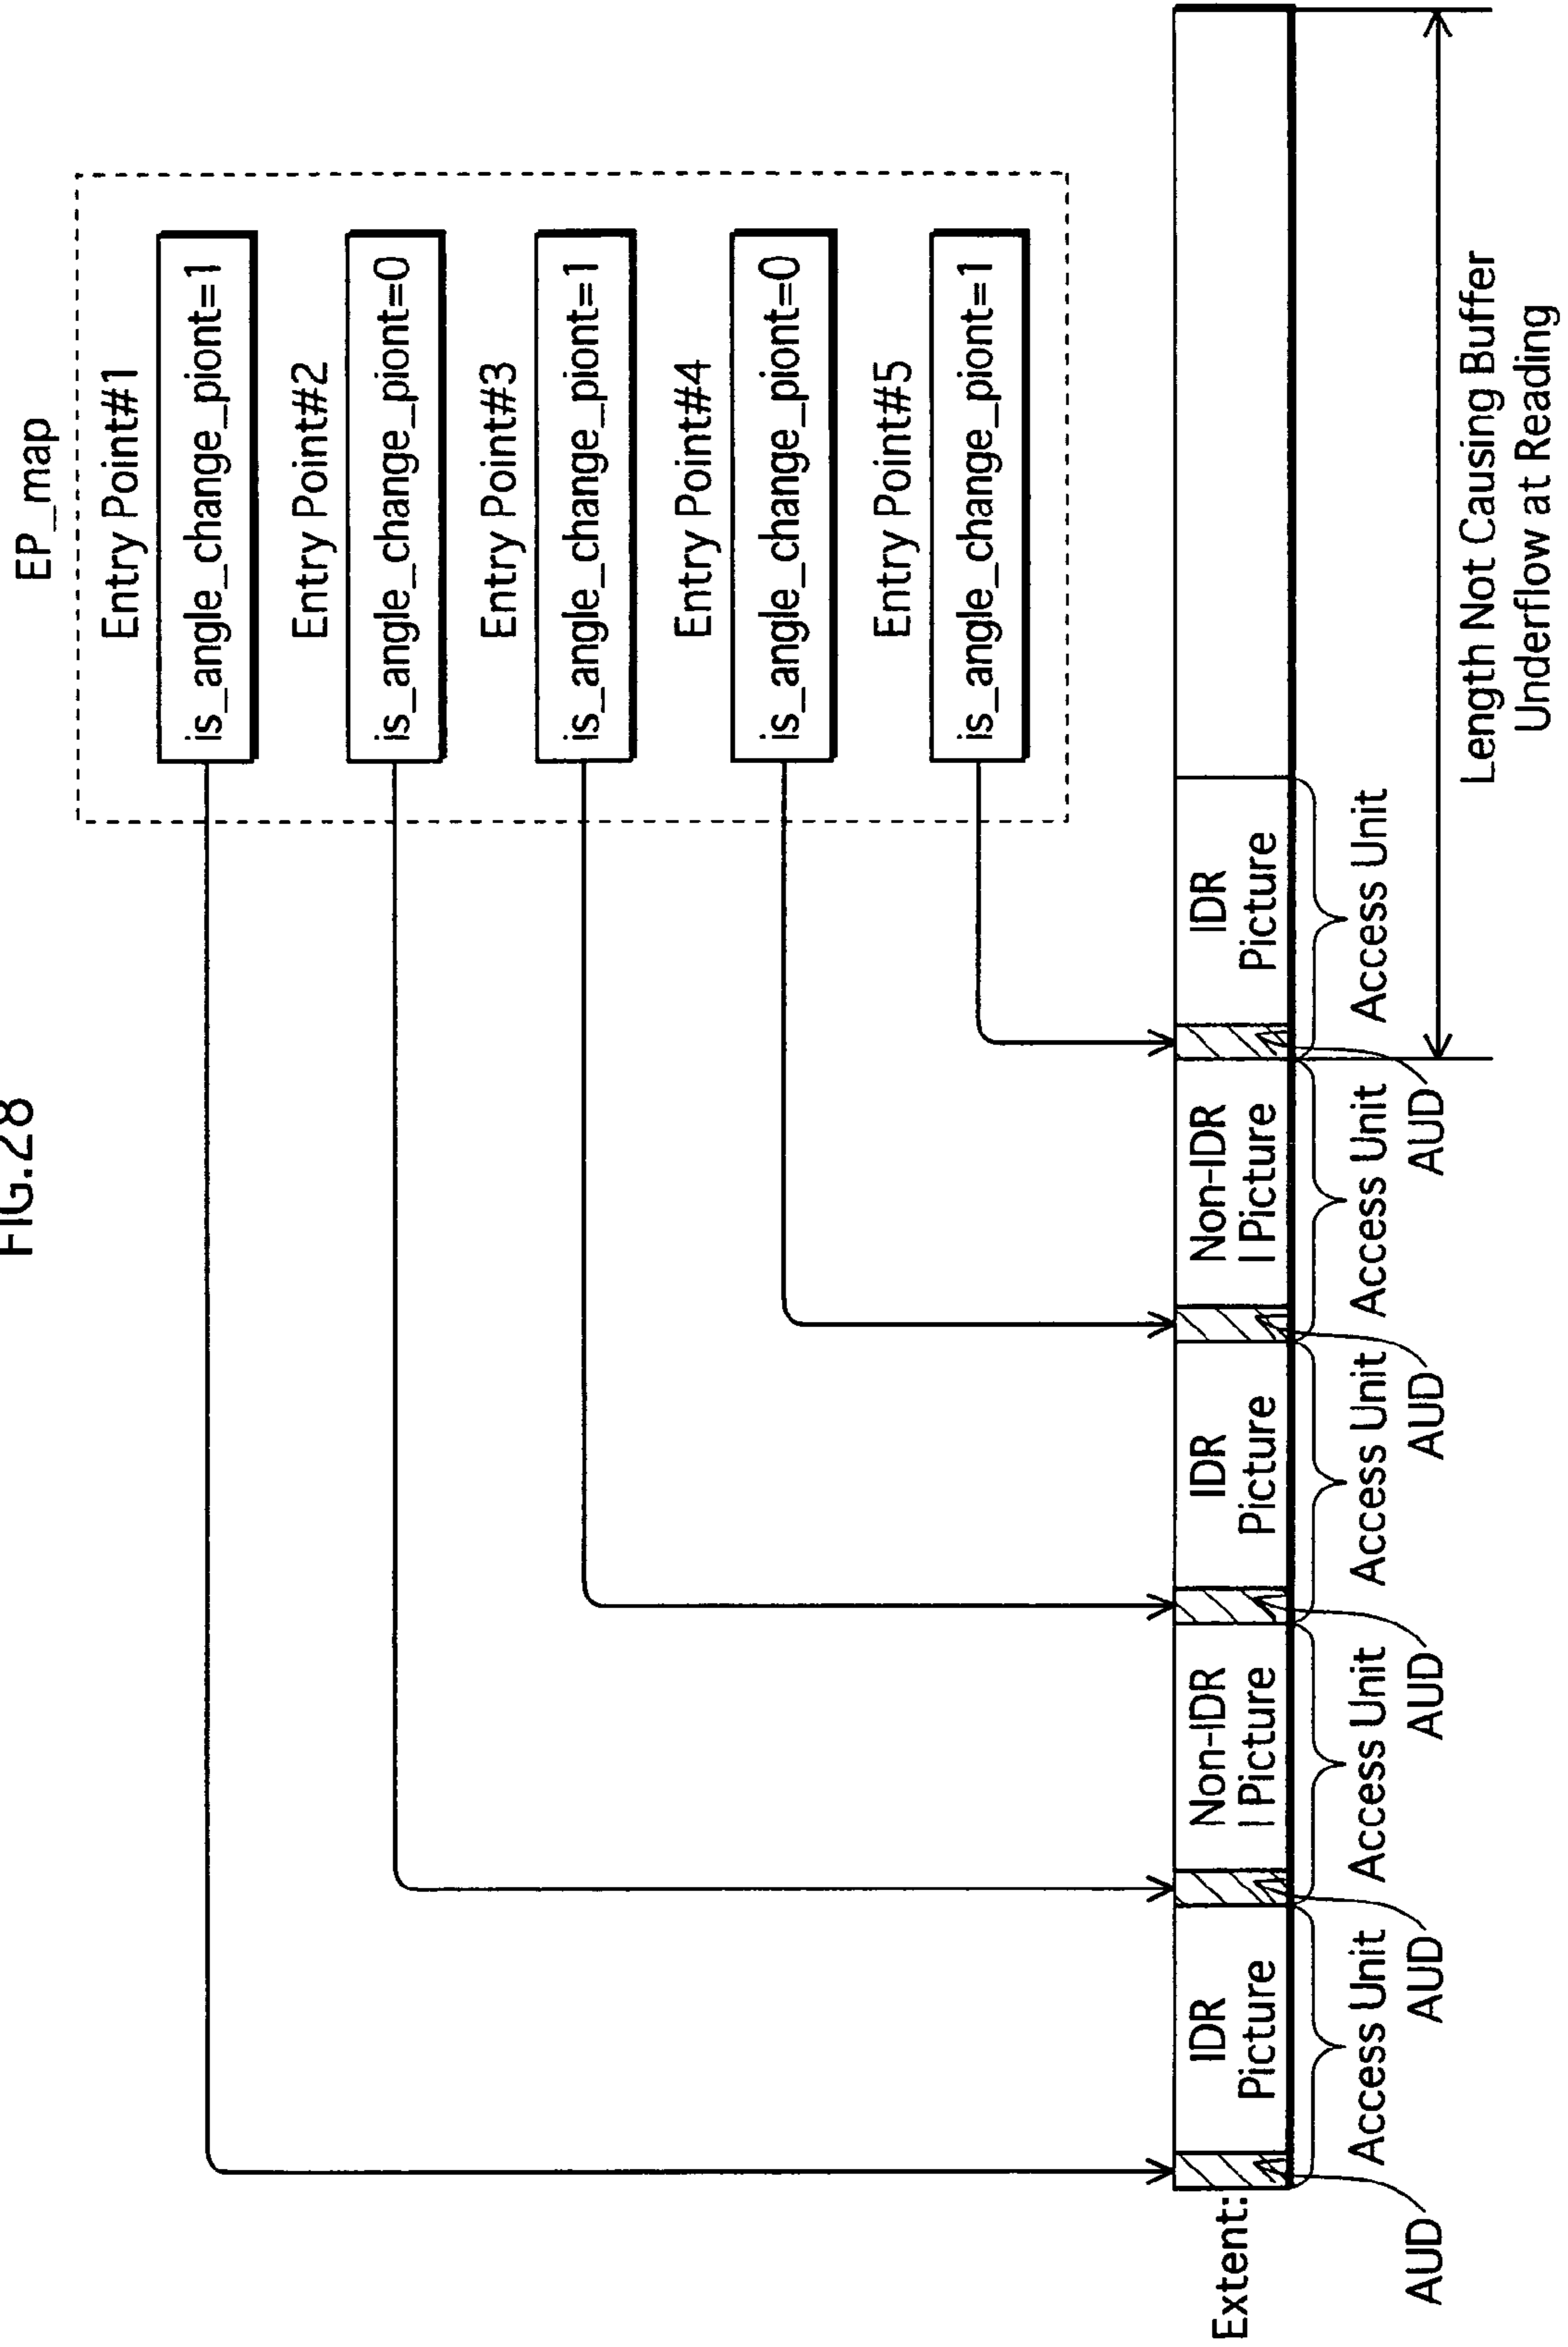 FIG.28
EP_map
Entry Point#1
is_angle_change_piont=1
Entry Point#2
is_angle_change_piont=0
Entry Point#3
is_angle_change_piont=1
Entry Point#4
is_angle_change_piont=0
Entry Point#5
is_angle_change_piont=1
Extent:
IDR
Picture
Non-IDR
I Picture
IDR
Picture
Non-IDR
I Picture
IDR
Picture
Access Unit
Access Unit
Access Unit
Access Unit
Access Unit
AUD
AUD
AUD
AUD
AUD
Length Not Causing Buffer
Underflow at Reading